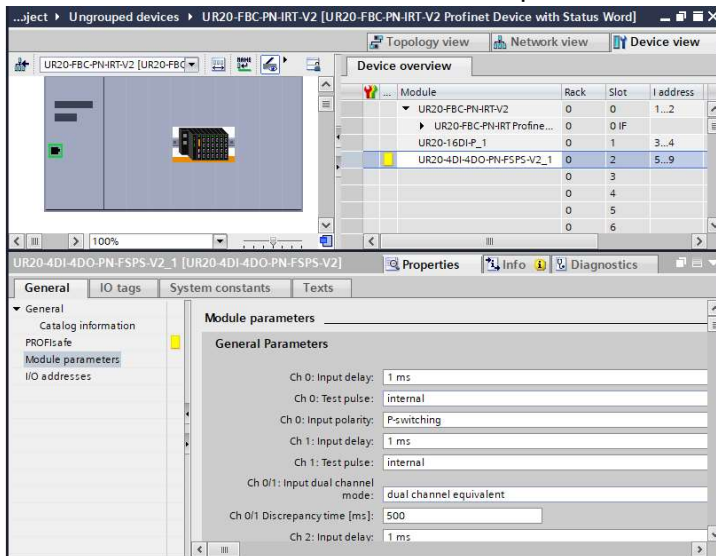 ...oject ▸ Ungrouped devices ▸ UR20-FBC-PN-IRT-V2 [UR20-FBC-PN-IRT-V2 Profinet Device with Status Word]
Topology view Network view Device view
UR20-FBC-PN-IRT-V2 [UR20-FBC
Device overview
... Module Rack Slot I address
UR20-FBC-PN-IRT-V2 0 0 1...2
UR20-FBC-PN-IRT Profine... 0 0 IF
UR20-16DI-P_1 0 1 3...4
UR20-4DI-4DO-PN-FSPS-V2_1 0 2 5...9
0 3
0 4
0 5
0 6
100%
UR20-4DI-4DO-PN-FSPS-V2_1 [UR20-4DI-4DO-PN-FSPS-V2]
Properties Info Diagnostics
General IO tags System constants Texts
General
Catalog information
PROFIsafe
Module parameters
I/O addresses
Module parameters
General Parameters
Ch 0: Input delay: 1 ms
Ch 0: Test pulse: internal
Ch 0: Input polarity: P-switching
Ch 1: Input delay: 1 ms
Ch 1: Test pulse: internal
Ch 0/1: Input dual channel
mode: dual channel equivalent
Ch 0/1 Discrepancy time [ms]: 500
Ch 2: Input delay: 1 ms